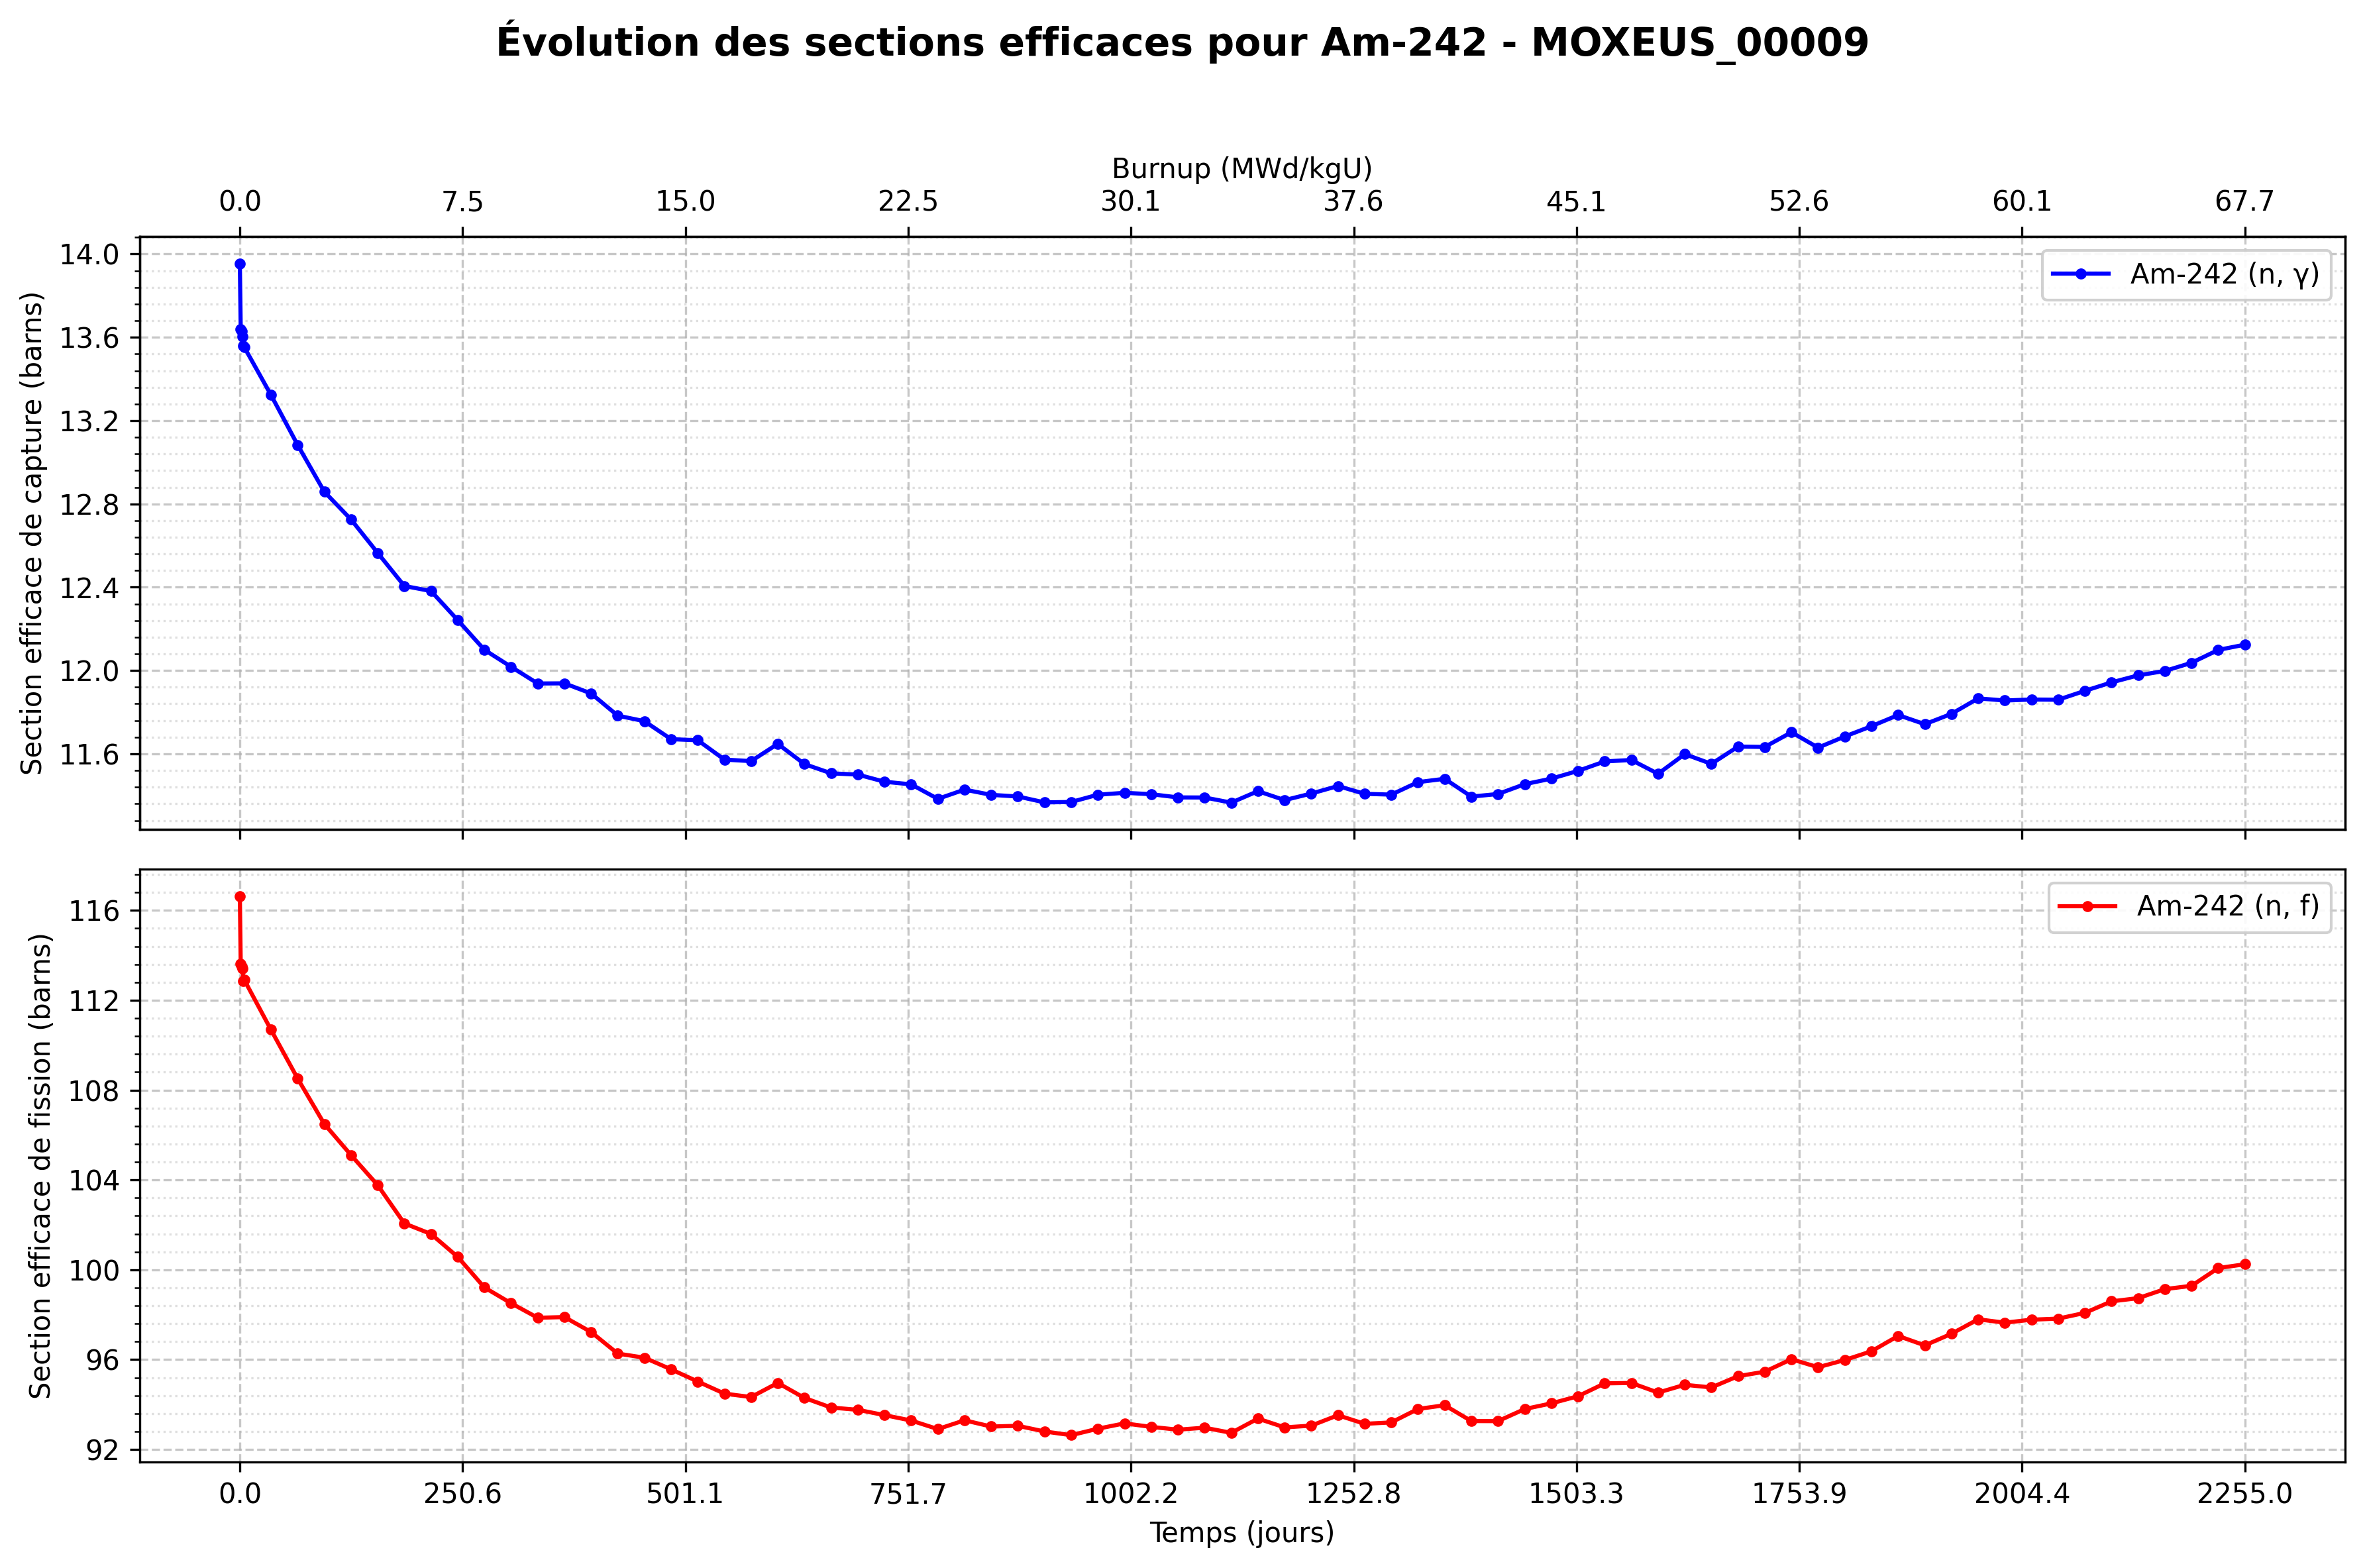 Évolution des sections efficaces pour Am-242 - MOXEUS_00009
Burnup (MWd/kgU)
0.0 7.5 15.0 22.5 30.1 37.6 45.1 52.6 60.1 67.7
Section efficace de capture (barns)
14.0
13.6
13.2
12.8
12.4
12.0
11.6
Am-242 (n, γ)
Section efficace de fission (barns)
116
112
108
104
100
96
92
Am-242 (n, f)
0.0 250.6 501.1 751.7 1002.2 1252.8 1503.3 1753.9 2004.4 2255.0
Temps (jours)